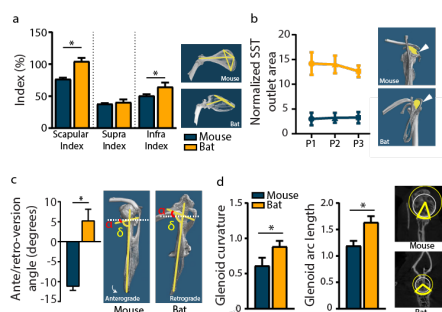 a
Index (%)
150
100
50
0
*
*
Scapular Index
Supra Index
Infra Index
Mouse
Bat
Mouse
Bat
b
Normalized SST outlet area
20
15
10
5
0
P1 P2 P3
Mouse
Bat
c
Ante/retro-version angle (degrees)
10
5
0
-5
-10
-15
*
δ
δ
Anterograde
Retrograde
Mouse
Bat
d
Mouse
Bat
Glenoid curvature
1.5
1.0
0.5
0.0
*
Glenoid arc length
2.0
1.5
1.0
0.5
*
Mouse
Bat